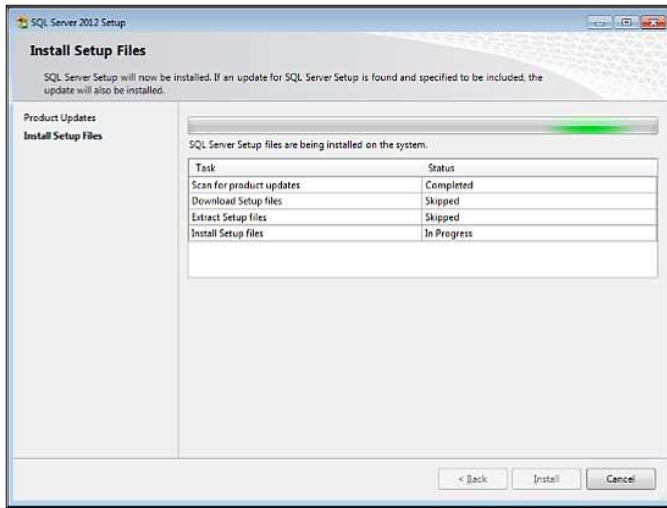 SQL Server 2012 Setup
Install Setup Files
SQL Server Setup will now be installed. If an update for SQL Server Setup is found and specified to be included, the
update will also be installed.
Product Updates
Install Setup Files
SQL Server Setup files are being installed on the system.
Task Status
Scan for product updates Completed
Download Setup files Skipped
Extract Setup files Skipped
Install Setup files In Progress
< Back Install Cancel